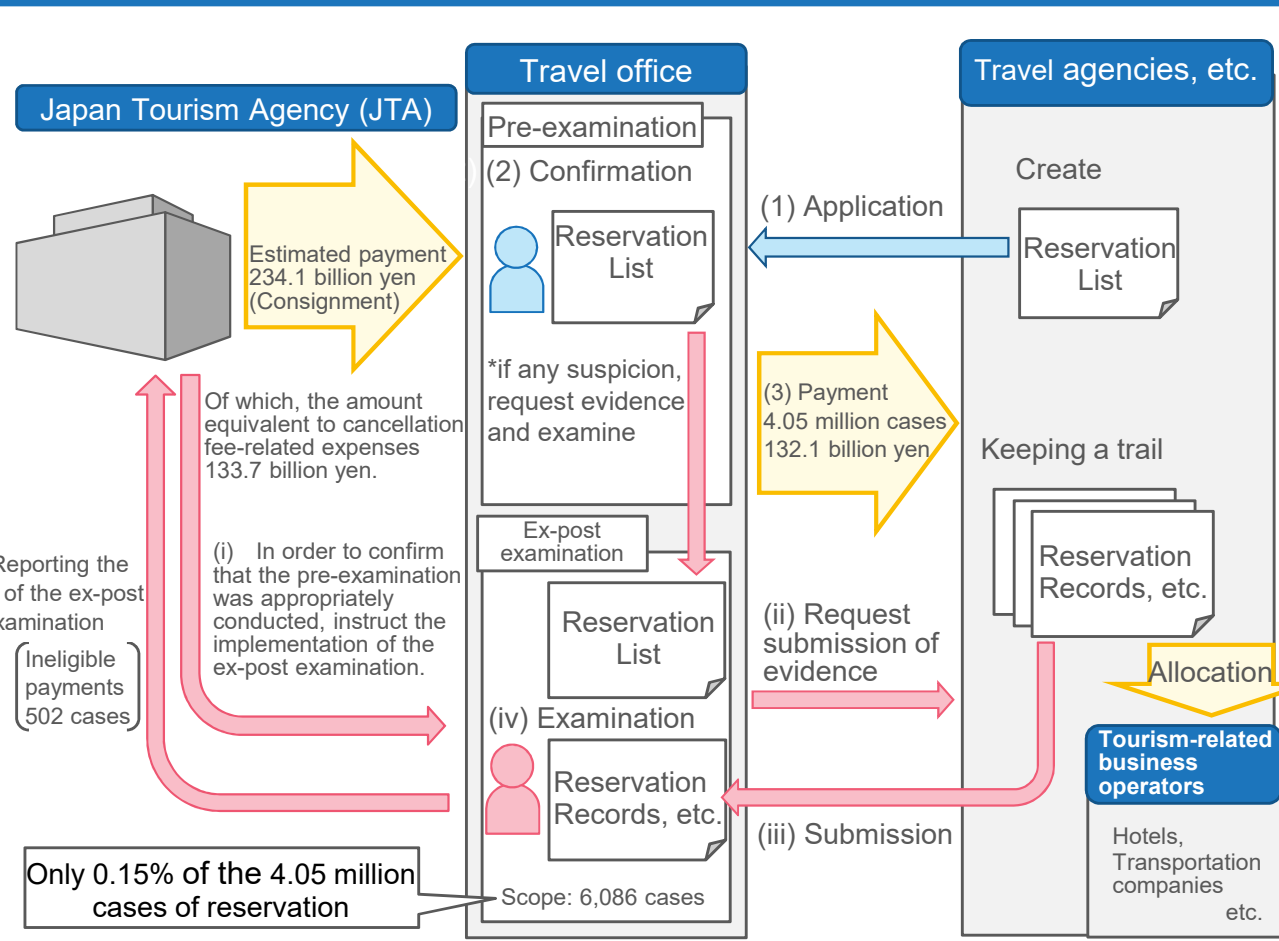 Japan Tourism Agency (JTA)
Estimated payment
234.1 billion yen
(Consignment)
Of which, the amount
equivalent to cancellation
fee-related expenses
133.7 billion yen.
(i) In order to confirm
that the pre-examination
was appropriately
conducted, instruct the
implementation of the
ex-post examination.
Reporting the
of the ex-post
examination
Ineligible
payments
502 cases
Only 0.15% of the 4.05 million
cases of reservation
Travel office
Pre-examination
(2) Confirmation
Reservation
List
*if any suspicion,
request evidence
and examine
Ex-post
examination
Reservation
List
(iv) Examination
Reservation
Records, etc.
Scope: 6,086 cases
(1) Application
(3) Payment
4.05 million cases
132.1 billion yen
(ii) Request
submission of
evidence
(iii) Submission
Travel agencies, etc.
Create
Reservation
List
Keeping a trail
Reservation
Records, etc.
Allocation
Tourism-related
business
operators
Hotels,
Transportation
companies
etc.